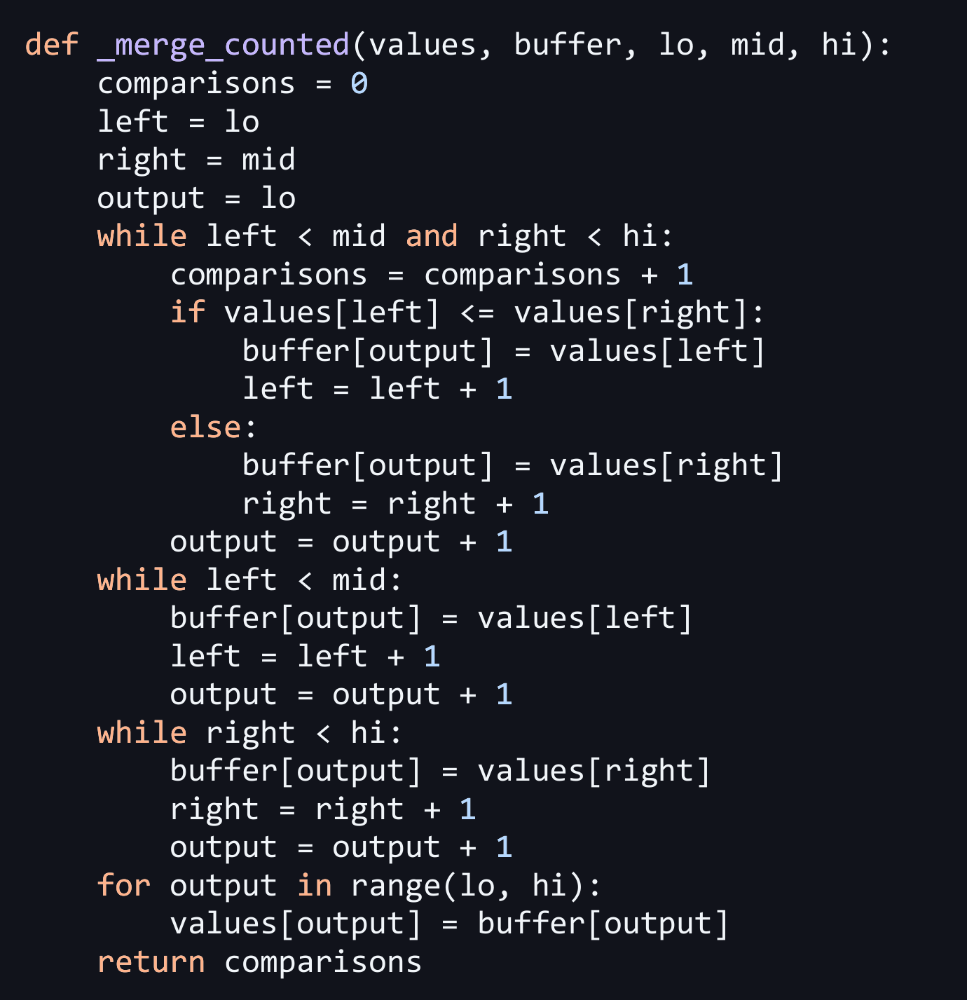 def _merge_counted(values, buffer, lo, mid, hi):
    comparisons = 0
    left = lo
    right = mid
    output = lo
    while left < mid and right < hi:
        comparisons = comparisons + 1
        if values[left] <= values[right]:
            buffer[output] = values[left]
            left = left + 1
        else:
            buffer[output] = values[right]
            right = right + 1
        output = output + 1
    while left < mid:
        buffer[output] = values[left]
        left = left + 1
        output = output + 1
    while right < hi:
        buffer[output] = values[right]
        right = right + 1
        output = output + 1
    for output in range(lo, hi):
        values[output] = buffer[output]
    return comparisons